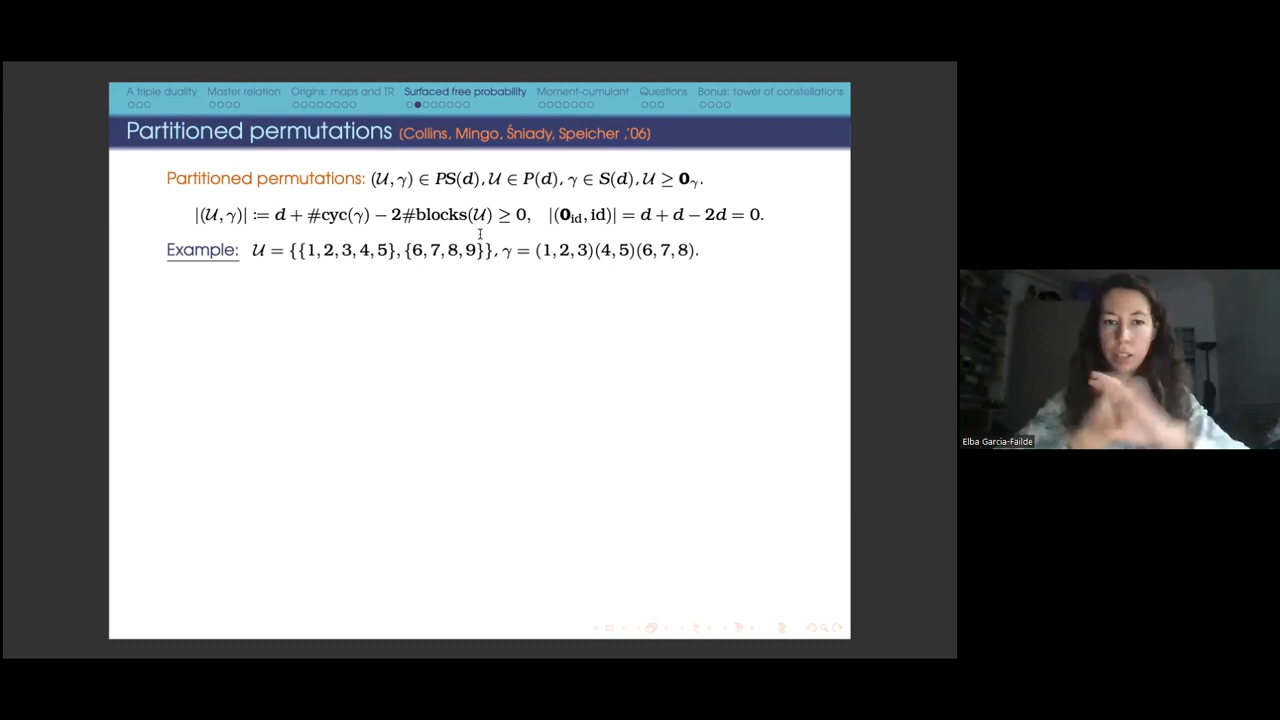 A triple duality Master relation Origins: maps and TR Surfaced free probability Moment-cumulant Questions Bonus: tower of constellations
Partitioned permutations [Collins, Mingo, Śniady, Speicher ,'06]
Partitioned permutations: (𝒰, γ) ∈ PS(d), 𝒰 ∈ P(d), γ ∈ S(d), 𝒰 ≥ 𝟎_γ.
|(𝒰, γ)| ≔ d + #cyc(γ) − 2#blocks(𝒰) ≥ 0, |(𝟎_id, id)| = d + d − 2d = 0.
Example: 𝒰 = {{1, 2, 3, 4, 5}, {6, 7, 8, 9}}, γ = (1, 2, 3)(4, 5)(6, 7, 8).
Elba Garcia-Failde